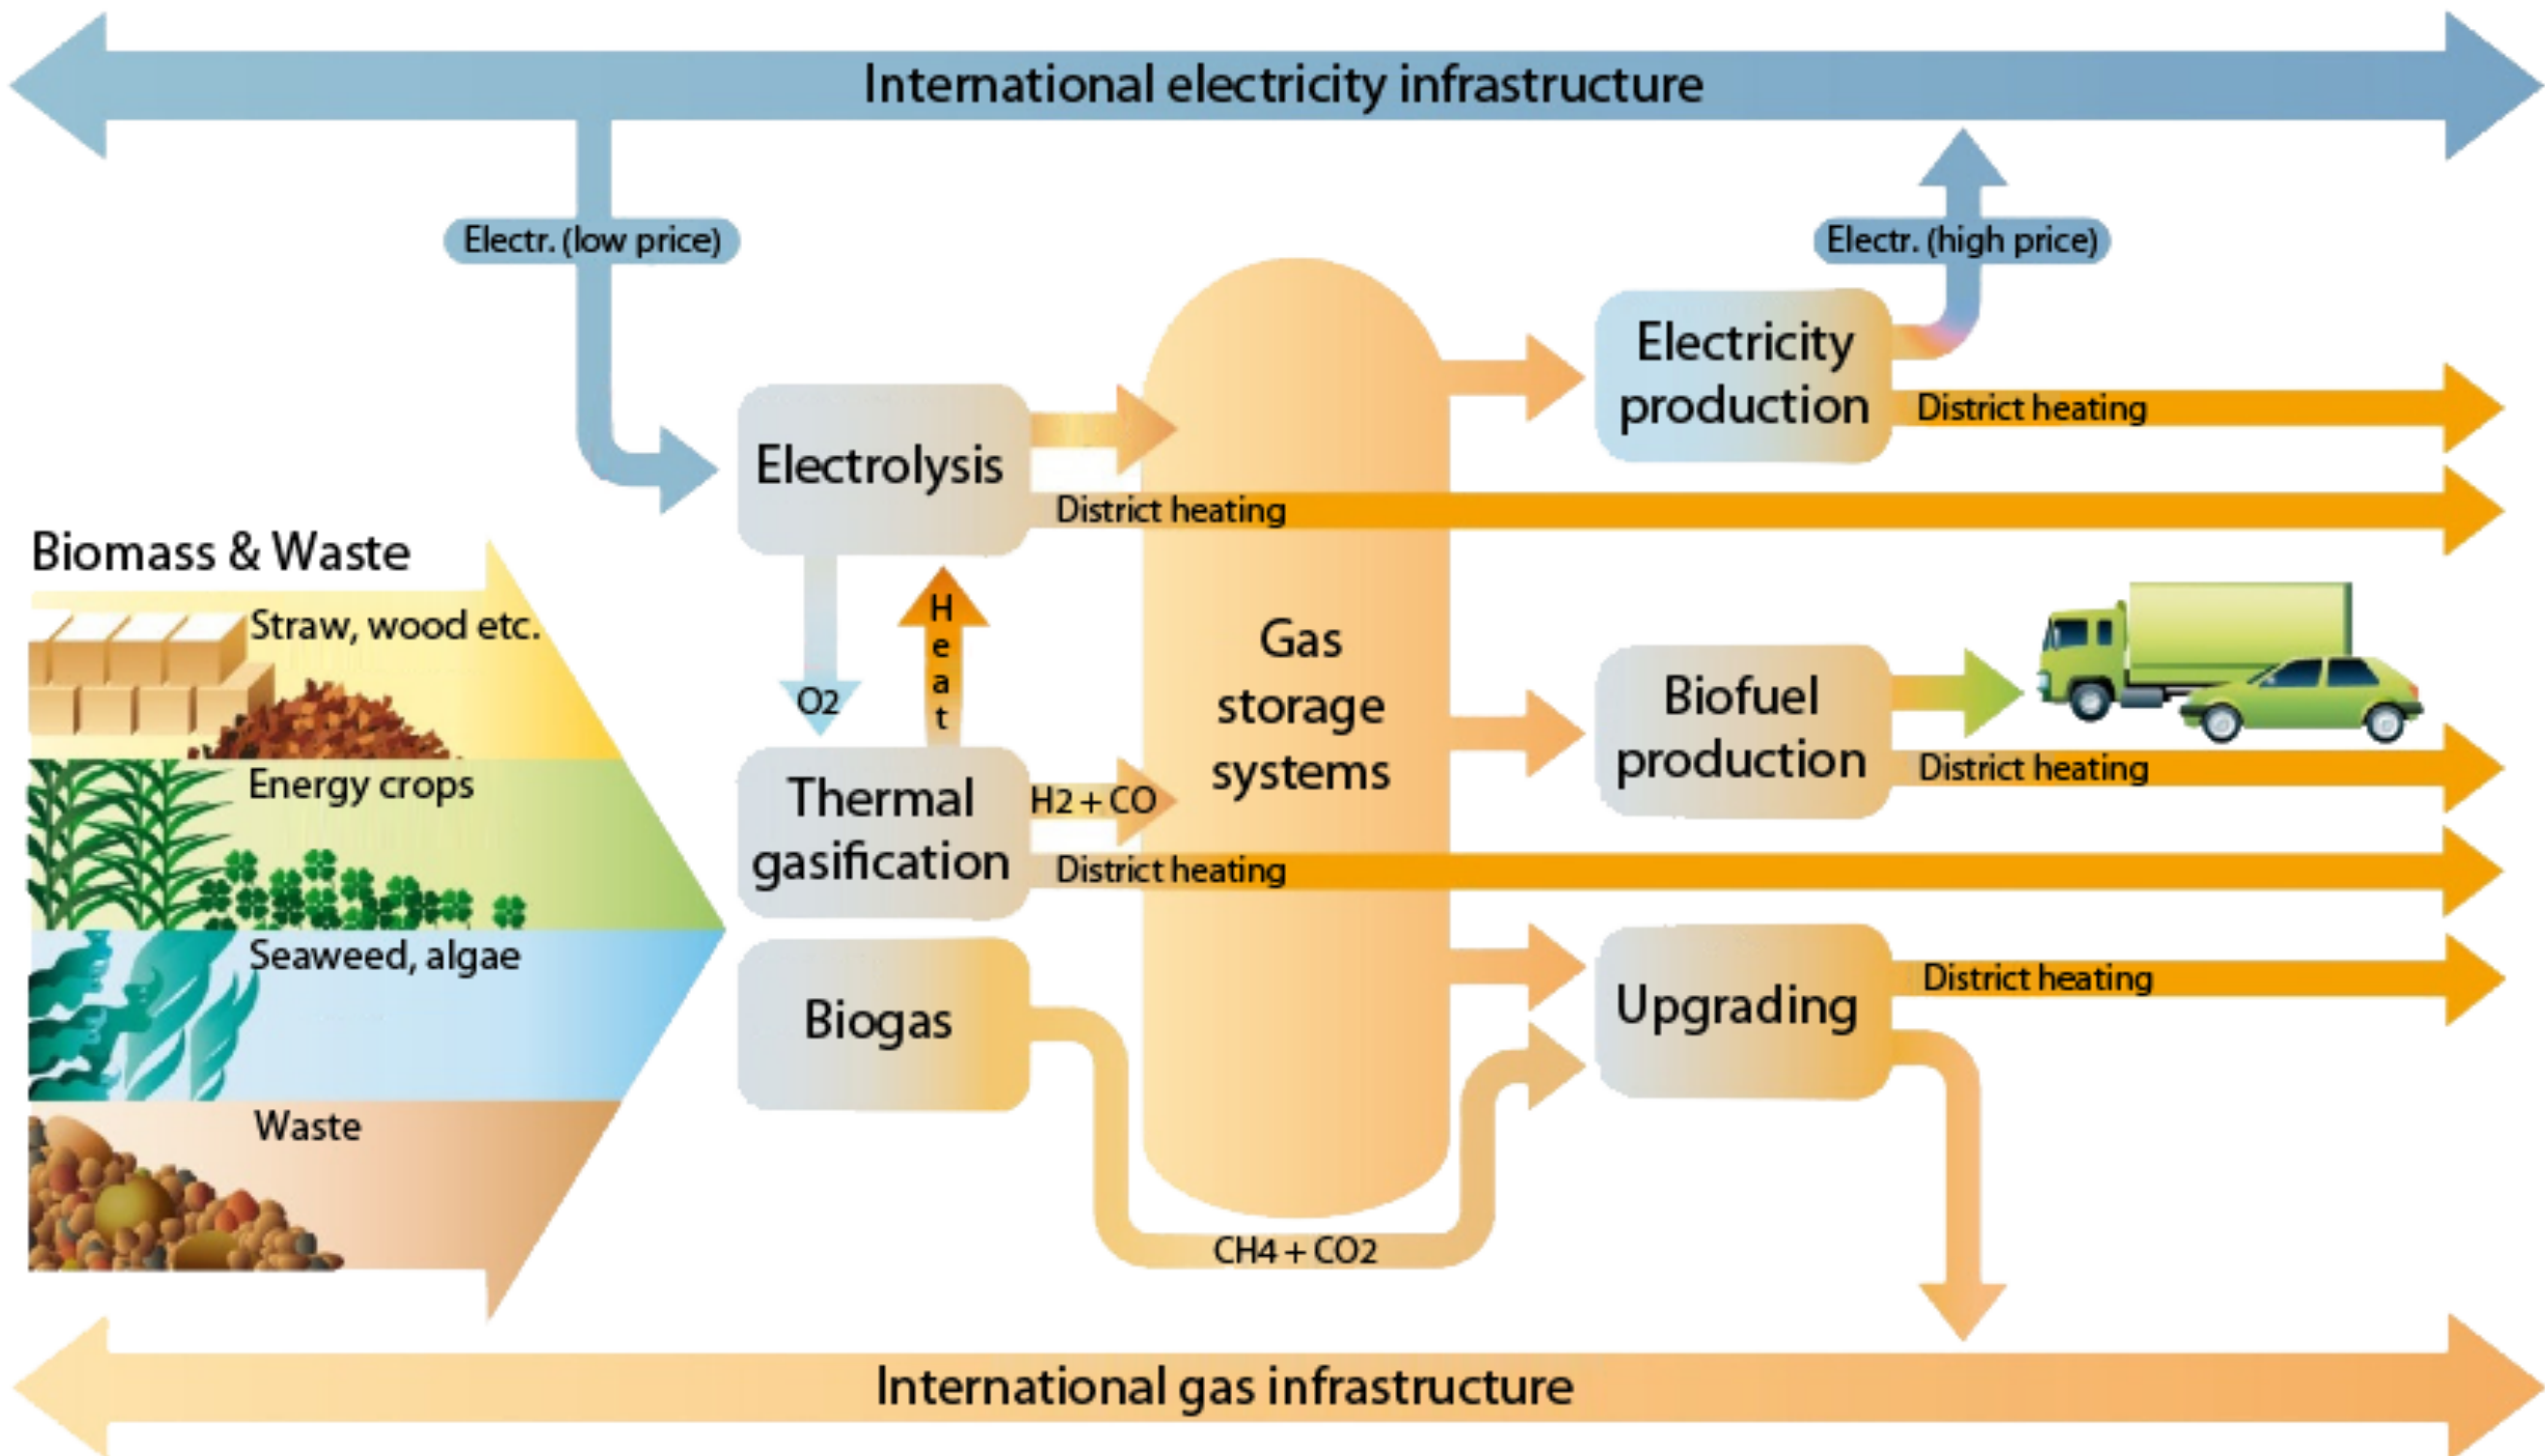 International electricity infrastructure
Electr. (low price)
Electr. (high price)
Electricity
production
District heating
Electrolysis
District heating
Biomass & Waste
Straw, wood etc.
Energy crops
Seaweed, algae
Waste
O2
Heat
Gas
storage
systems
Biofuel
production
District heating
Thermal
gasification
H2 + CO
District heating
Biogas
Upgrading
District heating
CH4 + CO2
International gas infrastructure